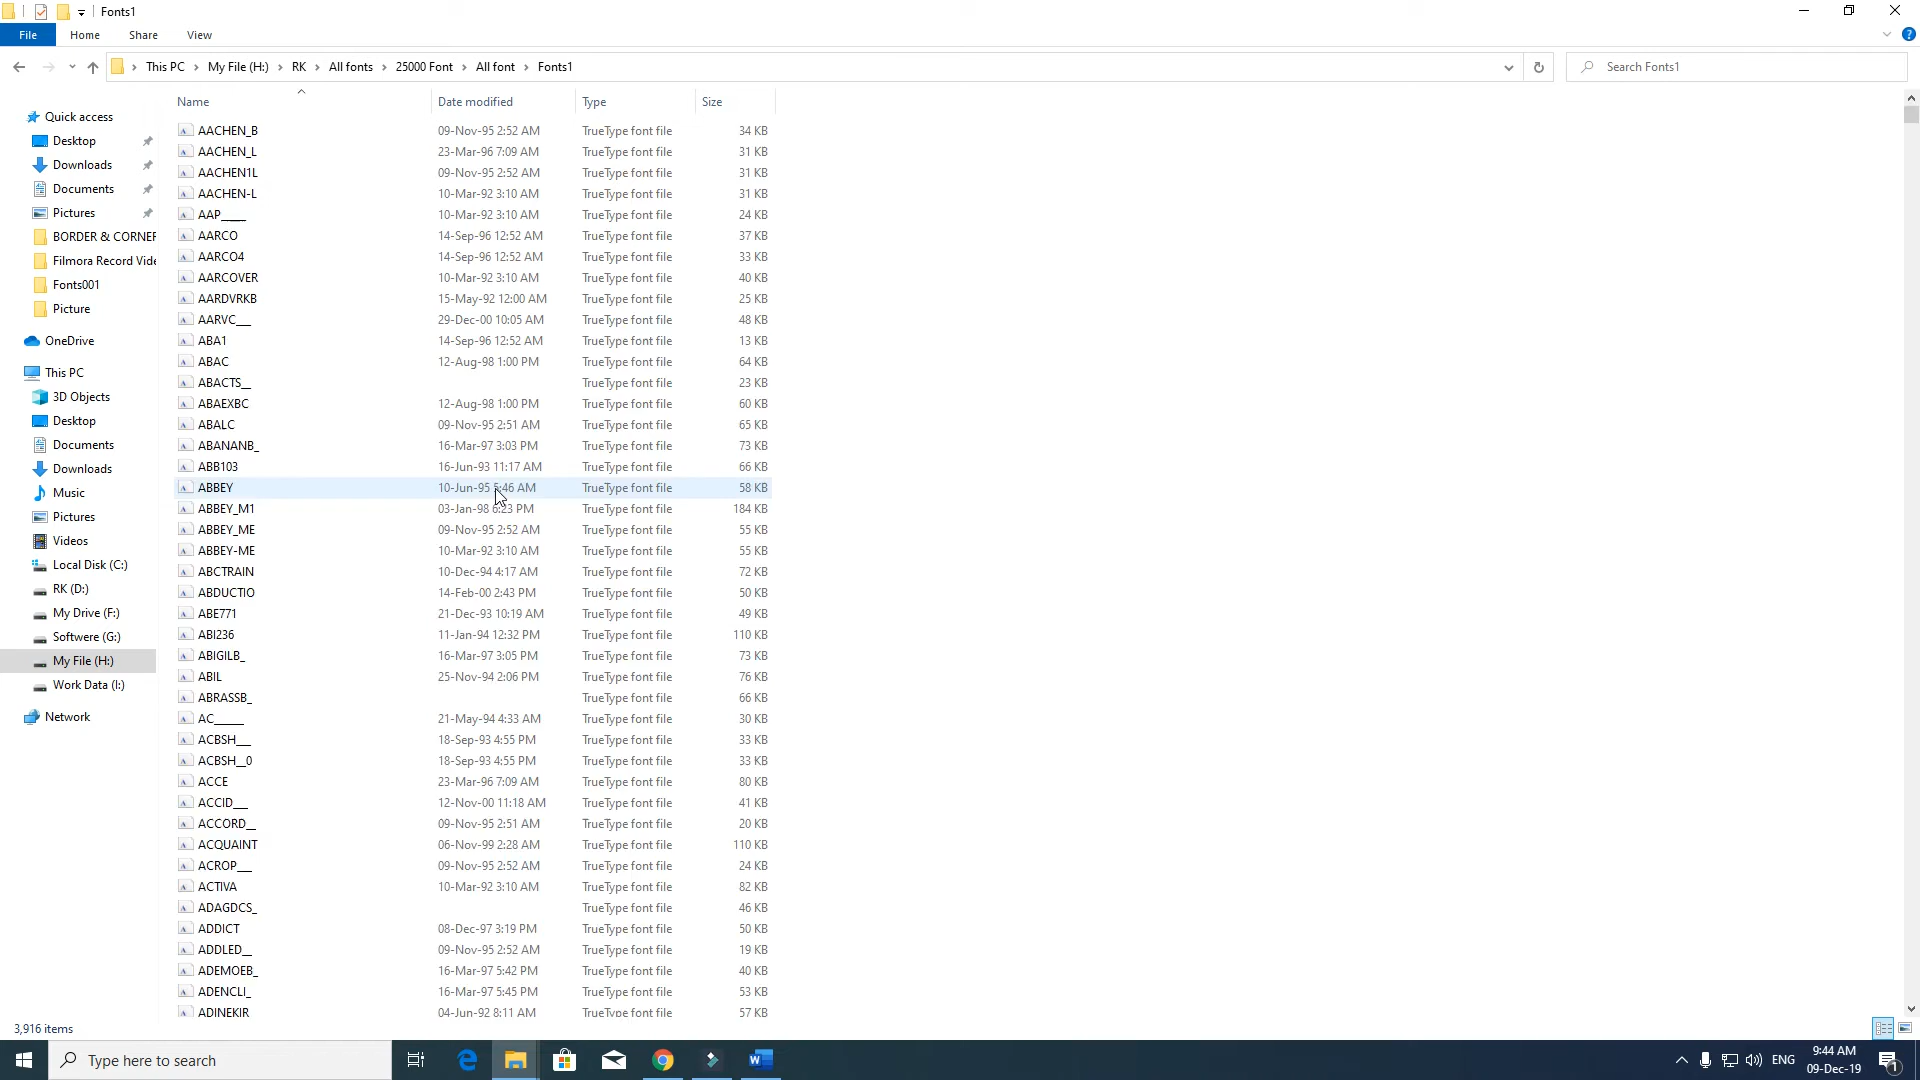 Fonts1
File Home Share View
This PC My File (H:) RK All fonts 25000 Font All font Fonts1 Search Fonts1
Name Date modified Type Size
Quick access
Desktop
Downloads
Documents
Pictures
BORDER & CORNER
Filmora Record Vide
Fonts001
Picture
OneDrive
This PC
3D Objects
Desktop
Documents
Downloads
Music
Pictures
Videos
Local Disk (C:)
RK (D:)
My Drive (F:)
Softwere (G:)
My File (H:)
Work Data (I:)
Network
AACHEN_B 09-Nov-95 2:52 AM TrueType font file 34 KB
AACHEN_L 23-Mar-96 7:09 AM TrueType font file 31 KB
AACHEN1L 09-Nov-95 2:52 AM TrueType font file 31 KB
AACHEN-L 10-Mar-92 3:10 AM TrueType font file 31 KB
AAP____ 10-Mar-92 3:10 AM TrueType font file 24 KB
AARCO 14-Sep-96 12:52 AM TrueType font file 37 KB
AARCO4 14-Sep-96 12:52 AM TrueType font file 33 KB
AARCOVER 10-Mar-92 3:10 AM TrueType font file 40 KB
AARDVRKB 15-May-92 12:00 AM TrueType font file 25 KB
AARVC___ 29-Dec-00 10:05 AM TrueType font file 48 KB
ABA1 14-Sep-96 12:52 AM TrueType font file 13 KB
ABAC 12-Aug-98 1:00 PM TrueType font file 64 KB
ABACTS__ TrueType font file 23 KB
ABAEXBC 12-Aug-98 1:00 PM TrueType font file 60 KB
ABALC 09-Nov-95 2:51 AM TrueType font file 65 KB
ABANANB_ 16-Mar-97 3:03 PM TrueType font file 73 KB
ABB103 16-Jun-93 11:17 AM TrueType font file 66 KB
ABBEY 10-Jun-95 5:46 AM TrueType font file 58 KB
ABBEY_M1 03-Jan-98 6:23 PM TrueType font file 184 KB
ABBEY_ME 09-Nov-95 2:52 AM TrueType font file 55 KB
ABBEY-ME 10-Mar-92 3:10 AM TrueType font file 55 KB
ABCTRAIN 10-Dec-94 4:17 AM TrueType font file 72 KB
ABDUCTIO 14-Feb-00 2:43 PM TrueType font file 50 KB
ABE771 21-Dec-93 10:19 AM TrueType font file 49 KB
ABI236 11-Jan-94 12:32 PM TrueType font file 110 KB
ABIGILB_ 16-Mar-97 3:05 PM TrueType font file 73 KB
ABIL 25-Nov-94 2:06 PM TrueType font file 76 KB
ABRASSB_ TrueType font file 66 KB
AC_____ 21-May-94 4:33 AM TrueType font file 30 KB
ACBSH___ 18-Sep-93 4:55 PM TrueType font file 33 KB
ACBSH__0 18-Sep-93 4:55 PM TrueType font file 33 KB
ACCE 23-Mar-96 7:09 AM TrueType font file 80 KB
ACCID___ 12-Nov-00 11:18 AM TrueType font file 41 KB
ACCORD__ 09-Nov-95 2:51 AM TrueType font file 20 KB
ACQUAINT 06-Nov-99 2:28 AM TrueType font file 110 KB
ACROP___ 09-Nov-95 2:52 AM TrueType font file 24 KB
ACTIVA 10-Mar-92 3:10 AM TrueType font file 82 KB
ADAGDCS_ TrueType font file 46 KB
ADDICT 08-Dec-97 3:19 PM TrueType font file 50 KB
ADDLED__ 09-Nov-95 2:52 AM TrueType font file 19 KB
ADEMOEB_ 16-Mar-97 5:42 PM TrueType font file 40 KB
ADENCLI_ 16-Mar-97 5:45 PM TrueType font file 53 KB
ADINEKIR 04-Jun-92 8:11 AM TrueType font file 57 KB
3,916 items
Type here to search
ENG
9:44 AM
09-Dec-19
1